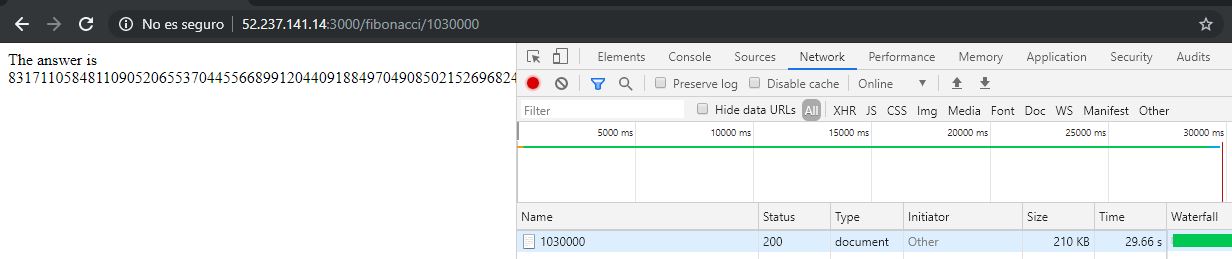 No es seguro | 52.237.141.14:3000/fibonacci/1030000
The answer is
Elements Console Sources Network Performance Memory Application Security Audits
Preserve log Disable cache Online
Filter Hide data URLs All XHR JS CSS Img Media Font Doc WS Manifest Other
5000 ms 10000 ms 15000 ms 20000 ms 25000 ms 30000 ms
Name Status Type Initiator Size Time Waterfall
1030000 200 document Other 210 KB 29.66 s